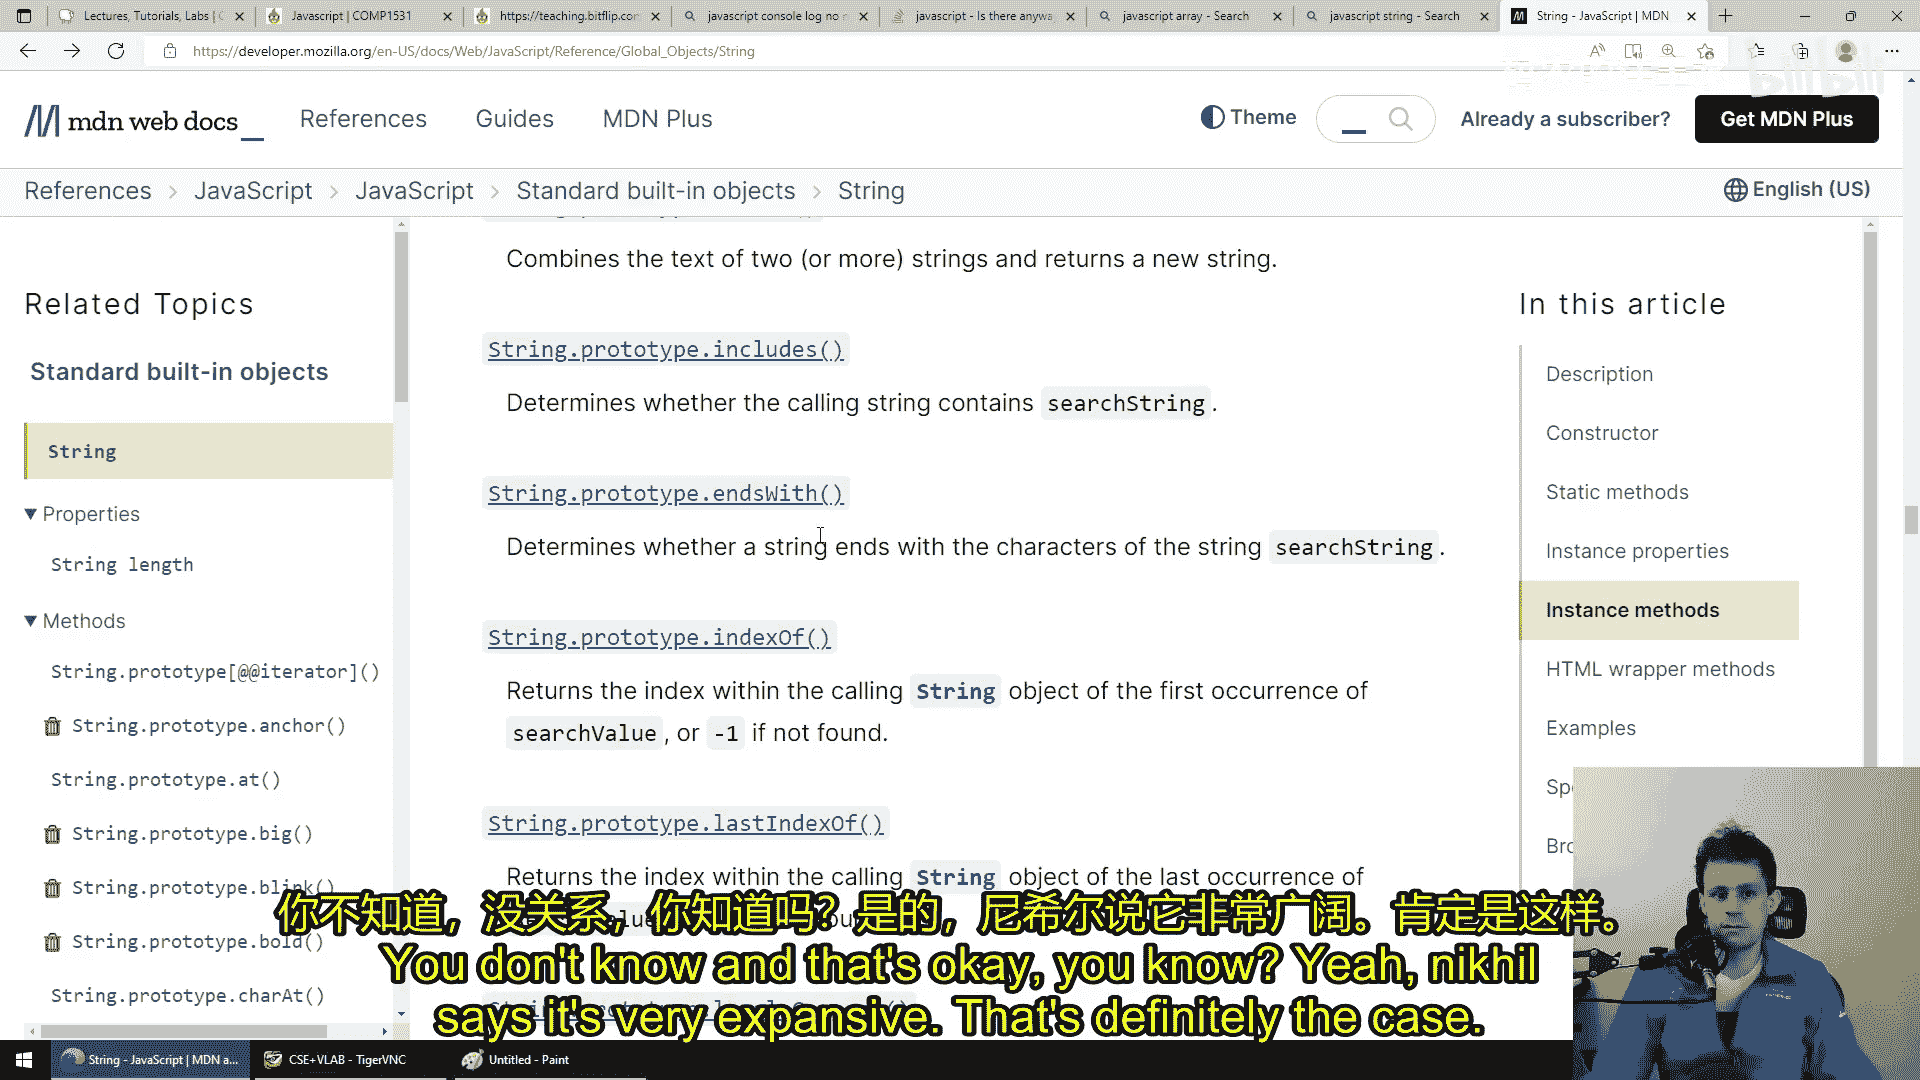 Lectures, Tutorials, Labs | C
Javascript | COMP1531
https://teaching.bitflip.com
javascript console log no n
javascript - Is there anywa
javascript array - Search
javascript string - Search
String - JavaScript | MDN
https://developer.mozilla.org/en-US/docs/Web/JavaScript/Reference/Global_Objects/String
mdn web docs_
References
Guides
MDN Plus
Theme
Already a subscriber?
Get MDN Plus
References > JavaScript > JavaScript > Standard built-in objects > String
English (US)
Related Topics
Standard built-in objects
String
▼ Properties
String length
▼ Methods
String.prototype[@@iterator]()
String.prototype.anchor()
String.prototype.at()
String.prototype.big()
String.prototype.blink()
String.prototype.bold()
String.prototype.charAt()
Combines the text of two (or more) strings and returns a new string.
String.prototype.includes()
Determines whether the calling string contains searchString.
String.prototype.endsWith()
Determines whether a string ends with the characters of the string searchString.
String.prototype.indexOf()
Returns the index within the calling String object of the first occurrence of
searchValue, or -1 if not found.
String.prototype.lastIndexOf()
Returns the index within the calling String object of the last occurrence of
In this article
Description
Constructor
Static methods
Instance properties
Instance methods
HTML wrapper methods
Examples
Spe
Bro
你不知道，没关系，你知道吗？是的，尼希尔说它非常广阔。肯定是这样。
You don't know and that's okay, you know? Yeah, nikhil
says it's very expansive. That's definitely the case.
String - JavaScript | MDN a...
CSE+VLAB - TigerVNC
Untitled - Paint